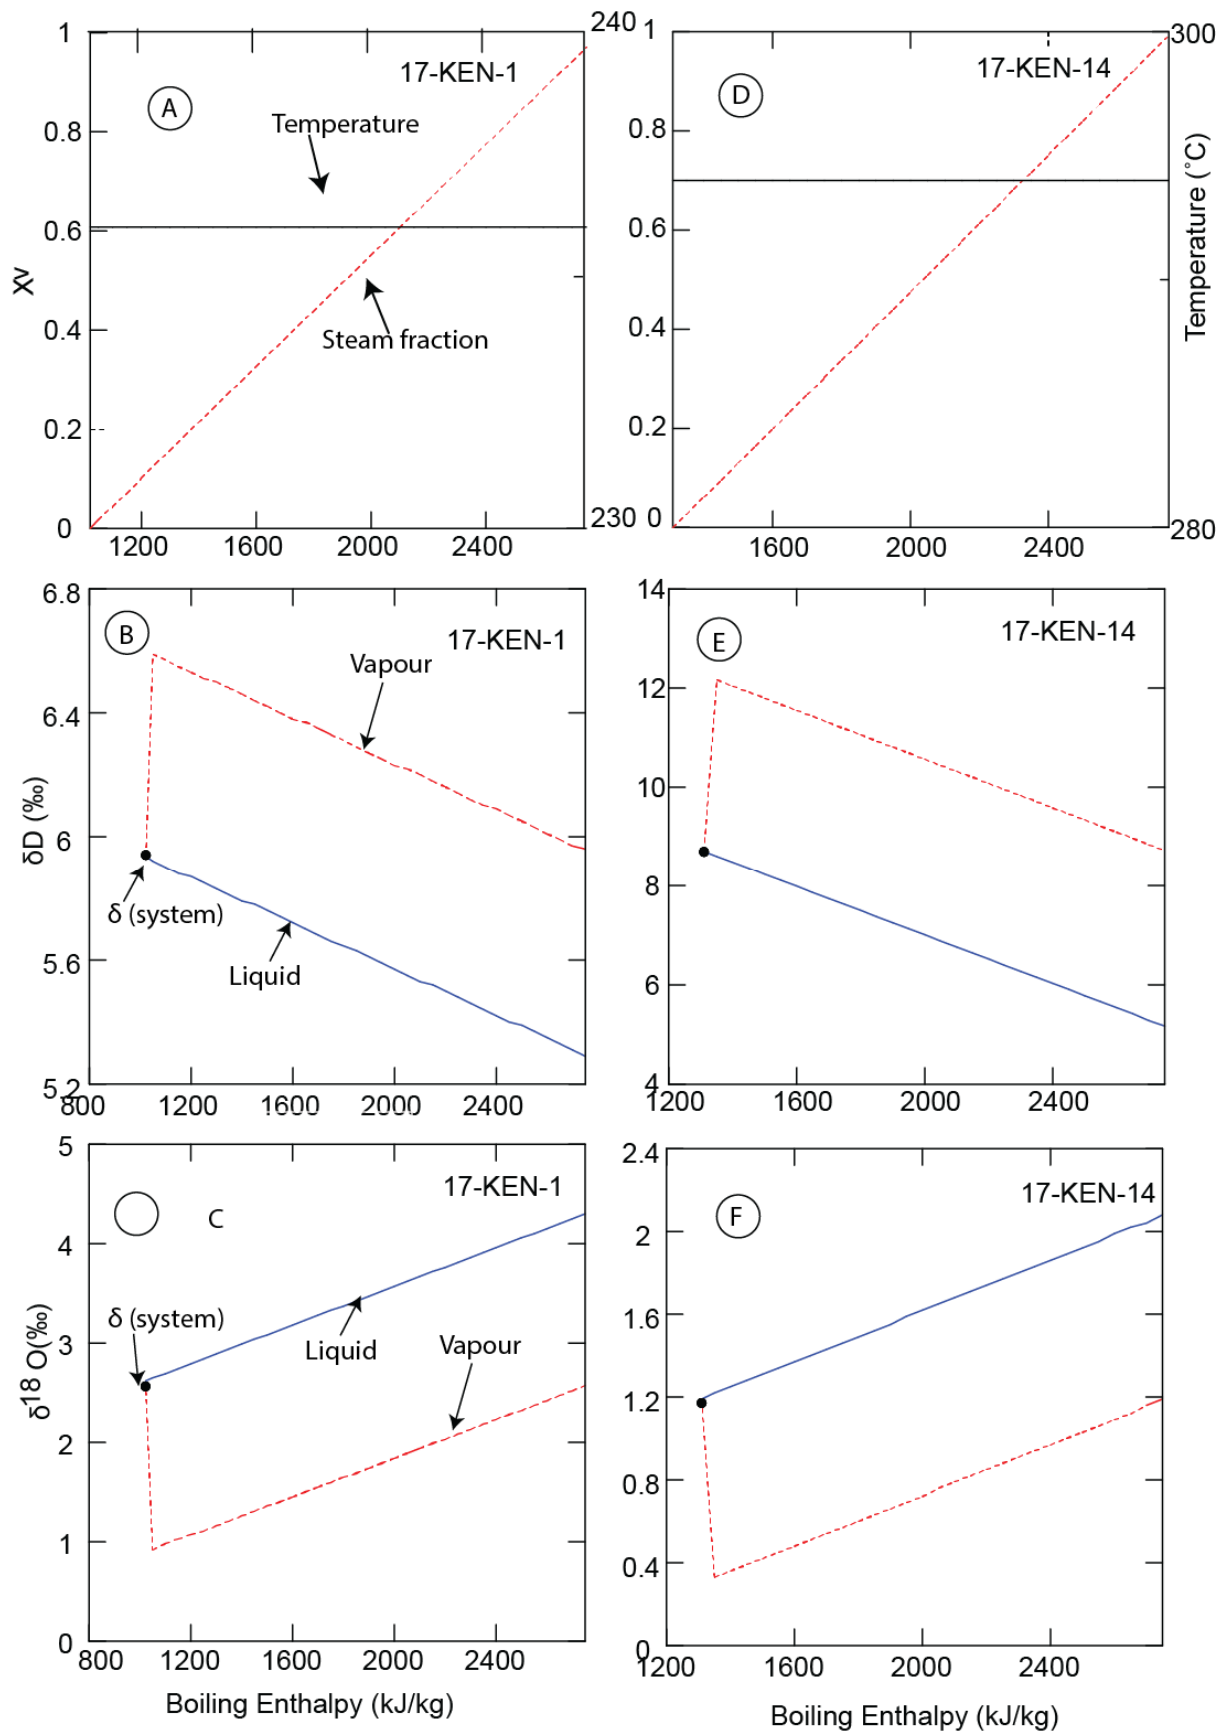 1
240
1
300
17-KEN-1
17-KEN-14
A
D
Temperature
0.8
0.8
0.6
0.6
Xv
Temperature (˚C)
Steam fraction
0.4
0.4
0.2
0.2
0
230
0
280
1200
1600
2000
2400
1600
2000
2400
6.8
14
B
17-KEN-1
E
17-KEN-14
Vapour
6.4
12
10
δD (‰)
6
8
δ (system)
5.6
Liquid
6
5.2
4
800
1200
1600
2000
2400
1200
1600
2000
2400
5
2.4
17-KEN-1
17-KEN-14
C
F
4
2
δ (system)
1.6
3
Liquid
Vapour
δ18 O(‰)
1.2
2
0.8
1
0.4
0
0
800
1200
1600
2000
2400
1200
1600
2000
2400
Boiling Enthalpy (kJ/kg)
Boiling Enthalpy (kJ/kg)